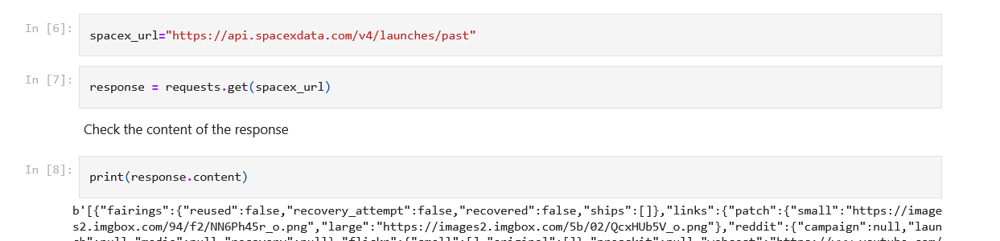 In [6]: spacex_url="https://api.spacexdata.com/v4/launches/past"
In [7]: response = requests.get(spacex_url)
Check the content of the response
In [8]: print(response.content)
b'[{"fairings":{"reused":false,"recovery_attempt":false,"recovered":false,"ships":[]},"links":{"patch":{"small":"https://image
s2.imgbox.com/94/f2/NN6Ph45r_o.png","large":"https://images2.imgbox.com/5b/02/QcxHUb5V_o.png"},"reddit":{"campaign":null,"laun